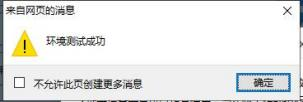 来自网页的消息
环境测试成功
不允许此页创建更多消息
确定